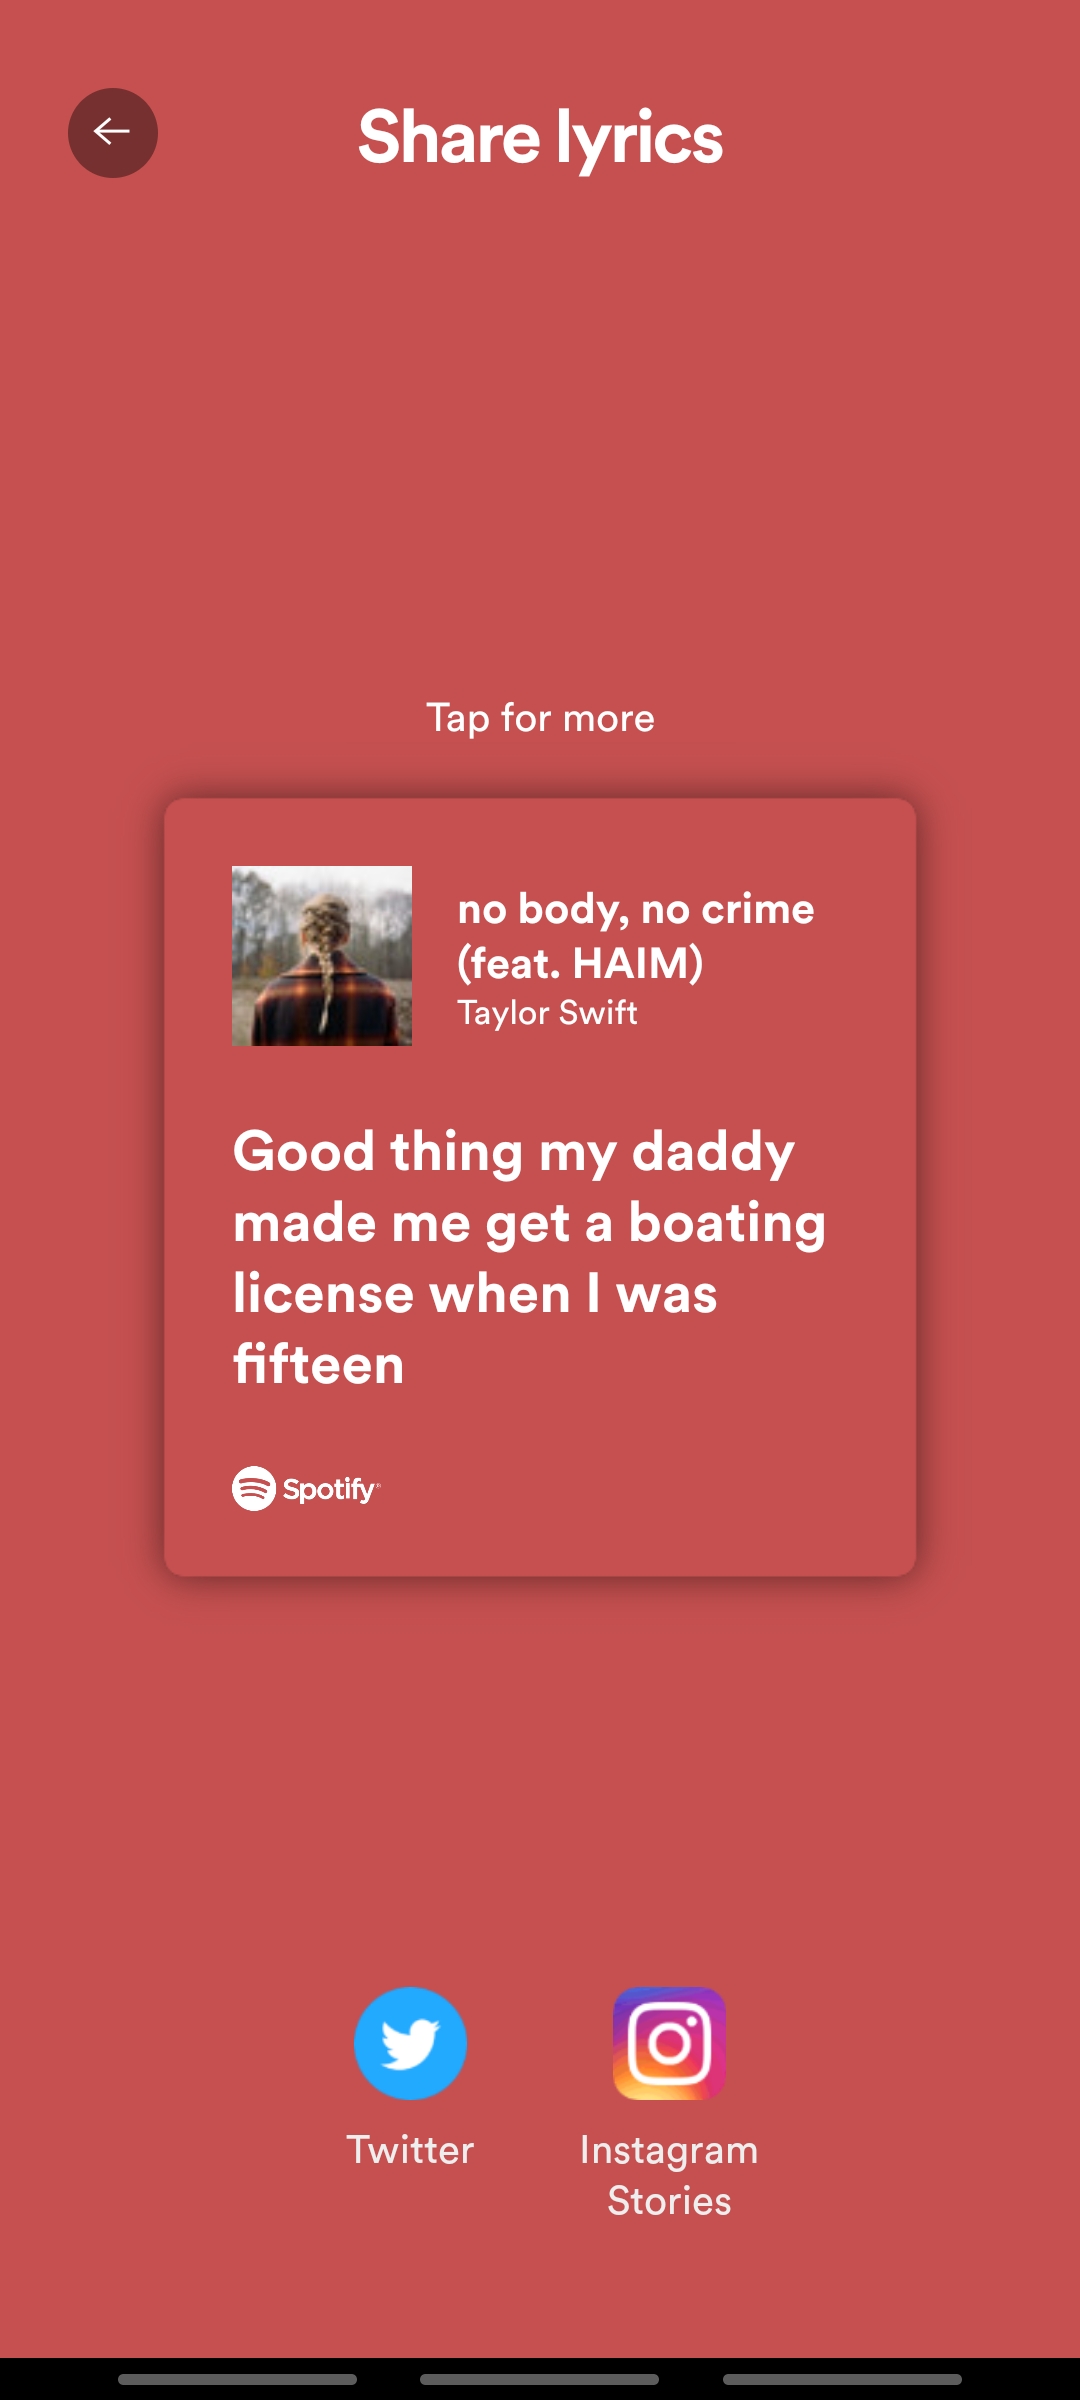 Share lyrics
Tap for more
no body, no crime
(feat. HAIM)
Taylor Swift
Good thing my daddy
made me get a boating
license when I was
fifteen
Spotify®
Twitter
Instagram
Stories